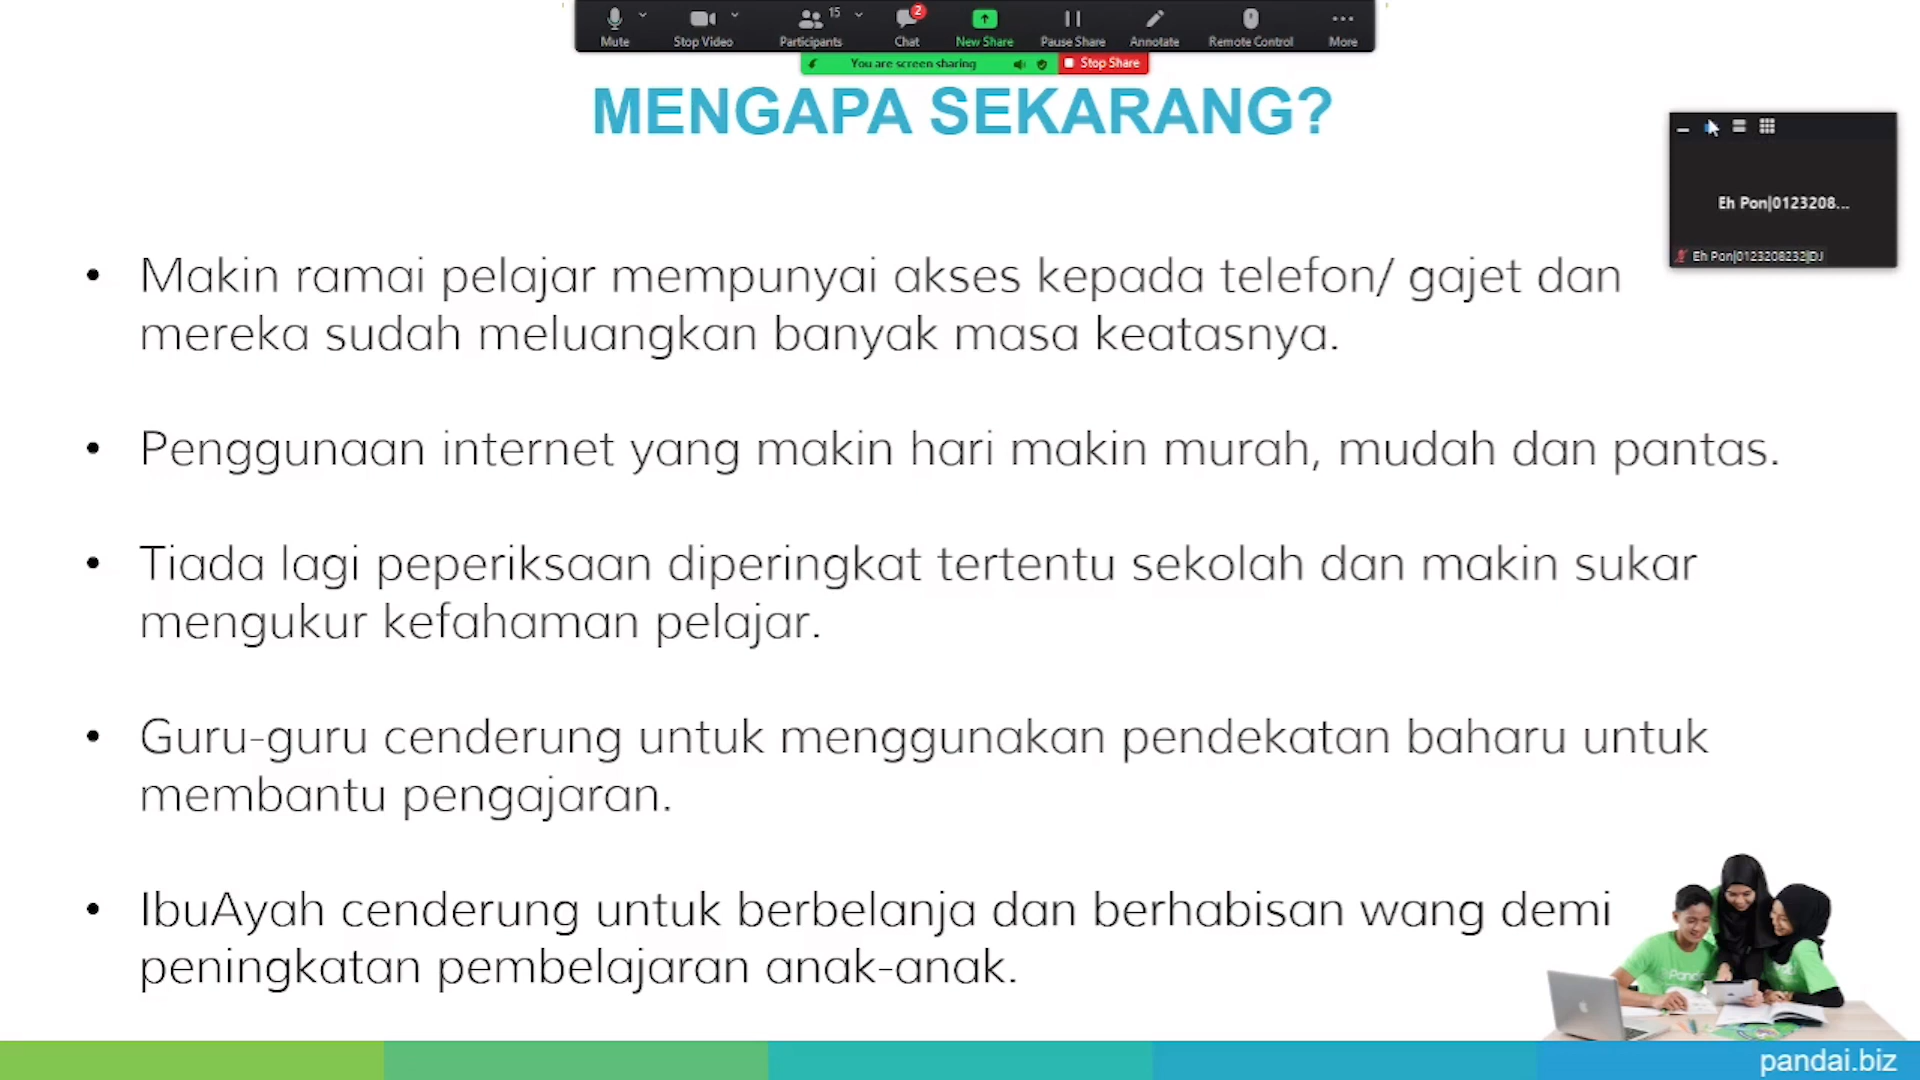 15
2
Mute
Stop Video
Participants
Chat
New Share
Pause Share
Annotate
Remote Control
More
You are screen sharing
Stop Share
MENGAPA SEKARANG?
Eh Pon|0123208...
Eh Pon|0123208232|DJ
• Makin ramai pelajar mempunyai akses kepada telefon/ gajet dan
mereka sudah meluangkan banyak masa keatasnya.
• Penggunaan internet yang makin hari makin murah, mudah dan pantas.
• Tiada lagi peperiksaan diperingkat tertentu sekolah dan makin sukar
mengukur kefahaman pelajar.
• Guru-guru cenderung untuk menggunakan pendekatan baharu untuk
membantu pengajaran.
• IbuAyah cenderung untuk berbelanja dan berhabisan wang demi
peningkatan pembelajaran anak-anak.
pandai.biz